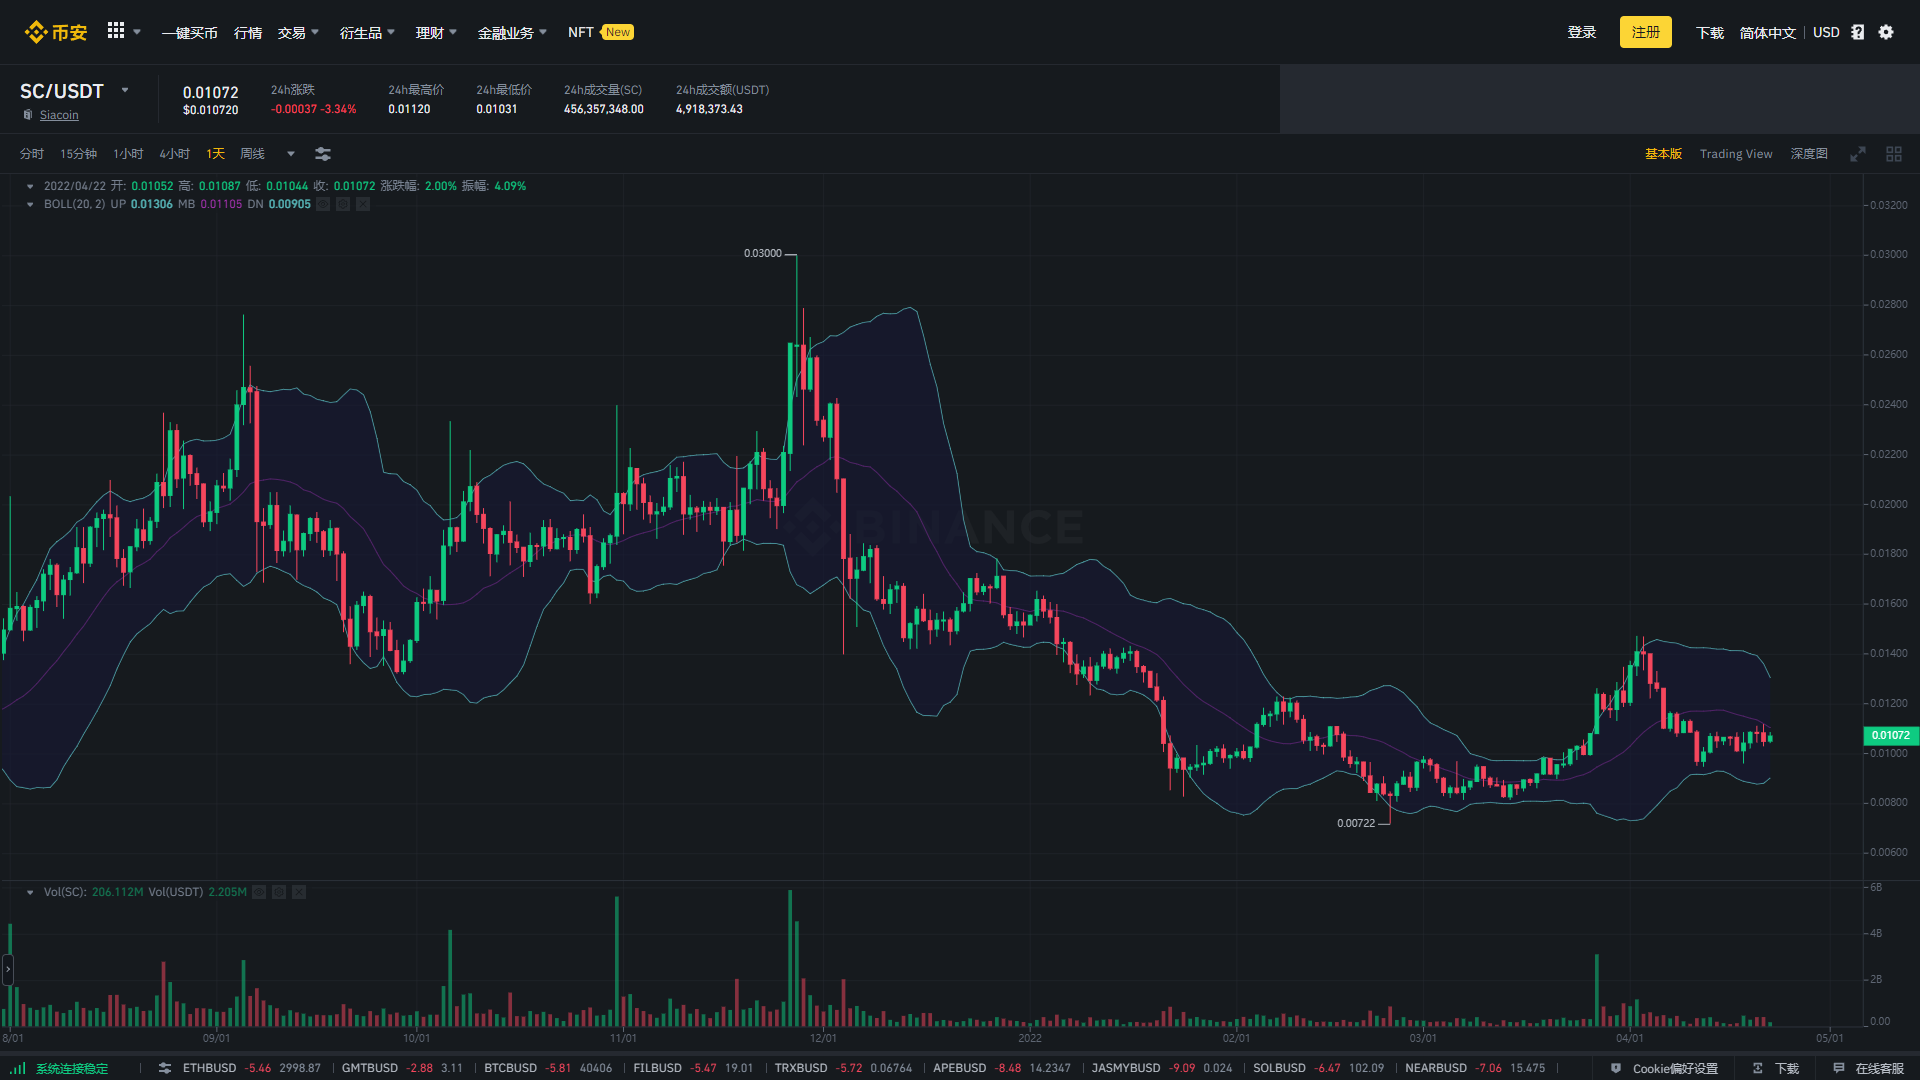 币安 一键买币 行情 交易 衍生品 理财 金融业务 NFT New 登录 注册 下载 简体中文 USD
SC/USDT
Siacoin
0.01072
$0.010720
24h涨跌
-0.00037 -3.34%
24h最高价
0.01120
24h最低价
0.01031
24h成交量(SC)
456,357,348.00
24h成交额(USDT)
4,918,373.43
分时 15分钟 1小时 4小时 1天 周线 基本版 Trading View 深度图
2022/04/22 开: 0.01052 高: 0.01087 低: 0.01044 收: 0.01072 涨跌幅: 2.00% 振幅: 4.09%
BOLL(20, 2) UP 0.01306 MB 0.01105 DN 0.00905
0.03200
0.03000
0.03000
0.02800
0.02600
0.02400
0.02200
0.02000
BINANCE
0.01800
0.01600
0.01400
0.01200
0.01072
0.01000
0.00800
0.00722
0.00600
Vol(SC): 206.112M Vol(USDT) 2.205M
6B
4B
2B
0.00
8/01 09/01 10/01 11/01 12/01 2022 02/01 03/01 04/01 05/01
系统连接稳定 ETHBUSD -5.46 2998.87 GMTBUSD -2.88 3.11 BTCBUSD -5.81 40406 FILBUSD -5.47 19.01 TRXBUSD -5.72 0.06764 APEBUSD -8.48 14.2347 JASMYBUSD -9.09 0.024 SOLBUSD -6.47 102.09 NEARBUSD -7.06 15.475 Cookie偏好设置 下载 在线客服